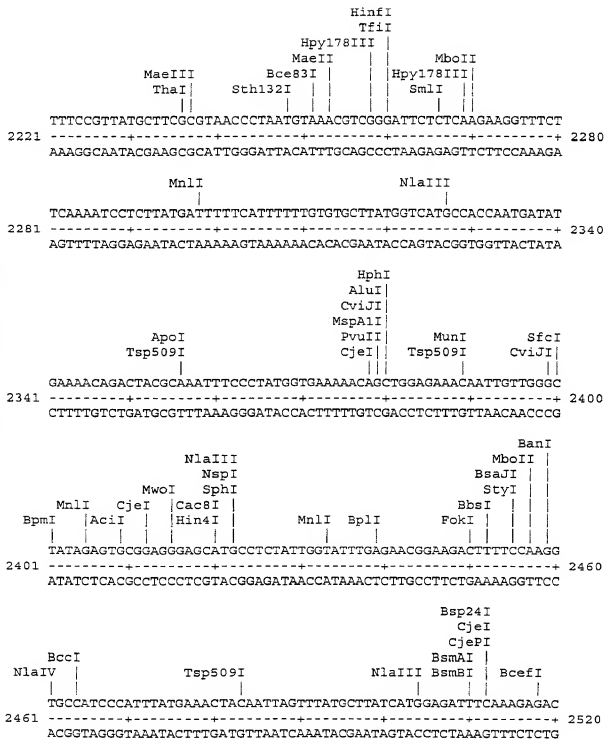 HinfI
TfiI
Hpy178III
MaeII MboII
MaeIII Bce83I Hpy178III
ThaI Sth132I SmlI
TTTCCGTTATGCTTCGCGTAACCCTAATGTAAACGTCGGGATTCTCTCAAGAAGGTTTCT
2221 ---------+---------+---------+---------+---------+---------+ 2280
AAAGGCAATACGAAGCGCATTGGGATTACATTTGCAGCCCTAAGAGAGTTCTTCCAAAGA
MnlI NlaIII
TCAAAATCCTCTTATGATTTTTCATTTTTTGTGTGCTTATGGTCATGCCACCAATGATAT
2281 ---------+---------+---------+---------+---------+---------+ 2340
AGTTTTAGGAGAATACTAAAAAGTAAAAAACACACGAATACCAGTACGGTGGTTACTATA
HphI
AluI
CviJI
MspA1I
ApoI PvuII MunI SfcI
Tsp509I CjeI Tsp509I CviJI
GAAAACAGACTACGCAAATTTCCCTATGGTGAAAAACAGCTGGAGAAACAATTGTTGGGC
2341 ---------+---------+---------+---------+---------+---------+ 2400
CTTTTGTCTGATGCGTTTAAAGGGATACCACTTTTTGTCGACCTCTTTGTTAACAACCCG
BanI
NlaIII MboII
NspI BsaJI
MwoI SphI StyI
MnlI CjeI Cac8I BbsI
BpmI AciI Hin4I MnlI BplI FokI
TATAGAGTGCGGAGGGAGCATGCCTCTATTGGTATTTGAGAACGGAAGACTTTTCCAAGG
2401 ---------+---------+---------+---------+---------+---------+ 2460
ATATCTCACGCCTCCCTCGTACGGAGATAACCATAAACTCTTGCCTTCTGAAAAGGTTCC
Bsp24I
CjeI
CjePI
BccI BsmAI
NlaIV Tsp509I NlaIII BsmBI BcefI
TGCCATCCCATTTATGAAACTACAATTAGTTTATGCTTATCATGGAGATTTCAAAGAGAC
2461 ---------+---------+---------+---------+---------+---------+ 2520
ACGGTAGGGTAAATACTTTGATGTTAATCAAATACGAATAGTACCTCTAAAGTTTCTCTG